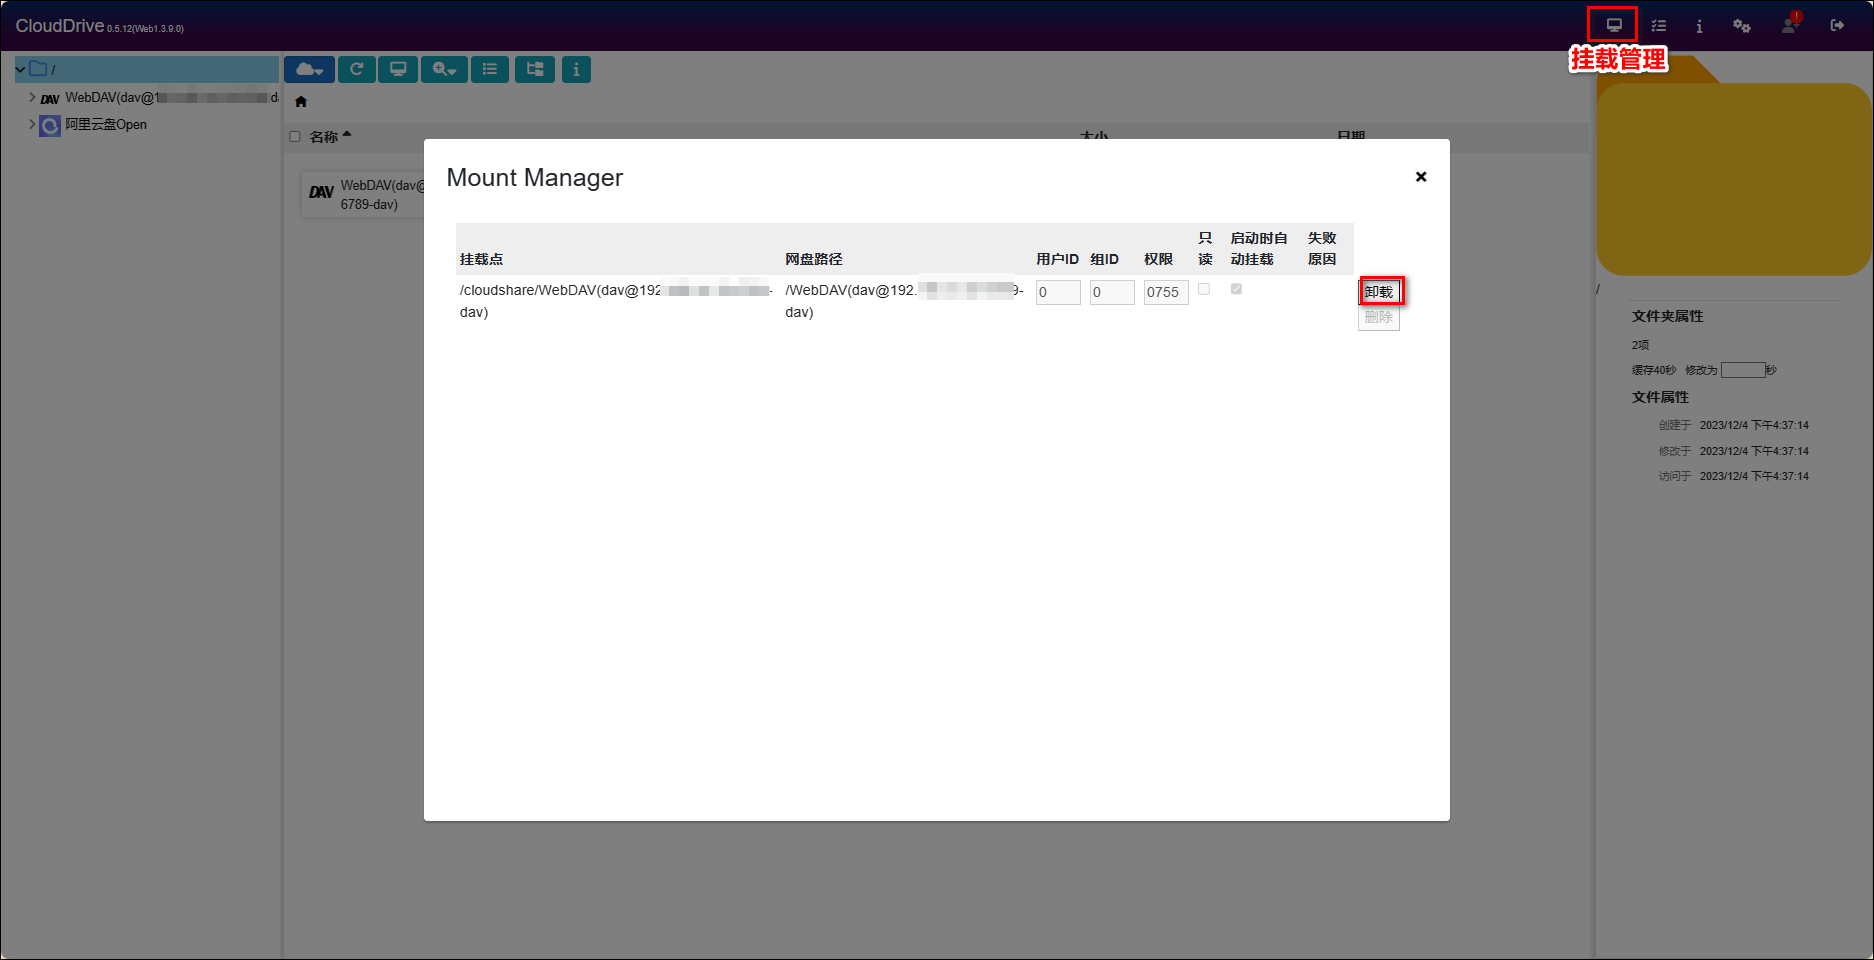 CloudDrive 0.5.12(Web1.3.9.0)
挂载管理
/
WebDAV(dav@1
阿里云盘Open
名称
大小
日期
WebDAV(dav@
6789-dav)
Mount Manager
挂载点 网盘路径 用户ID 组ID 权限 只读 启动时自动挂载 失败原因
/cloudshare/WebDAV(dav@192 -dav) /WebDAV(dav@192. 9-dav) 0 0 0755 卸载
删除
/
文件夹属性
2项
缓存40秒 修改为 秒
文件属性
创建于 2023/12/4 下午4:37:14
修改于 2023/12/4 下午4:37:14
访问于 2023/12/4 下午4:37:14